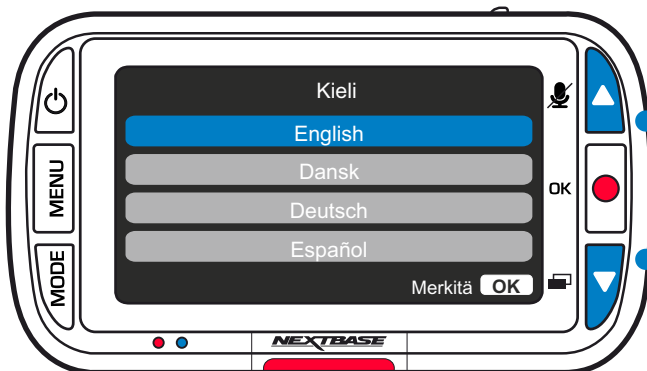 Kieli
English
Dansk
Deutsch
Español
Merkitä OK
MENU
MODE
OK
NEXTBASE